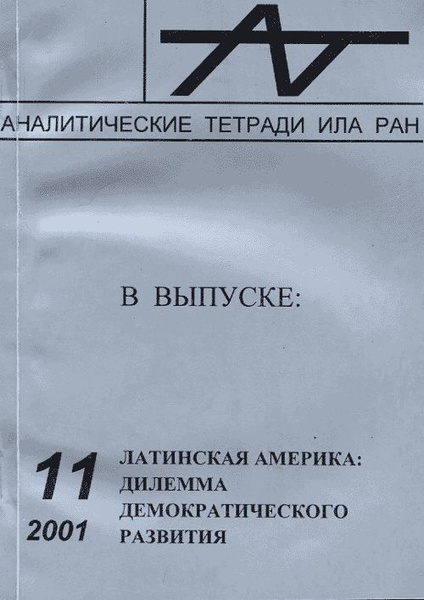 АНАЛИТИЧЕСКИЕ ТЕТРАДИ ИЛА РАН
В ВЫПУСКЕ:
11
2001
ЛАТИНСКАЯ АМЕРИКА:
ДИЛЕММА
ДЕМОКРАТИЧЕСКОГО
РАЗВИТИЯ